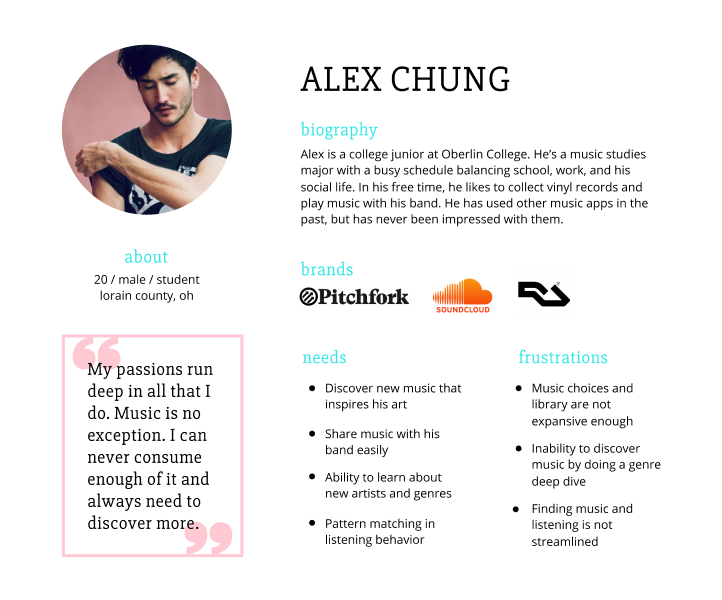 ALEX CHUNG
biography
Alex is a college junior at Oberlin College. He's a music studies
major with a busy schedule balancing school, work, and his
social life. In his free time, he likes to collect vinyl records and
play music with his band. He has used other music apps in the
past, but has never been impressed with them.
about
20 / male / student
lorain county, oh
brands
Pitchfork
SOUNDCLOUD
“
My passions run
deep in all that I
do. Music is no
exception. I can
never consume
enough of it and
always need to
discover more.
”
needs
• Discover new music that
inspires his art
• Share music with his
band easily
• Ability to learn about
new artists and genres
• Pattern matching in
listening behavior
frustrations
• Music choices and
library are not
expansive enough
• Inability to discover
music by doing a genre
deep dive
• Finding music and
listening is not
streamlined